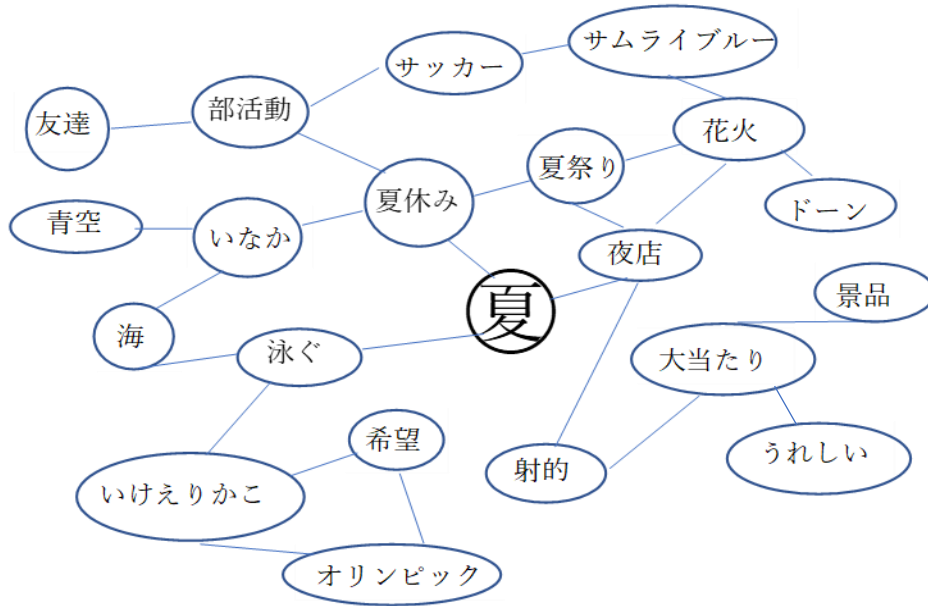 サムライブルー
サッカー
友達
部活動
花火
夏祭り
夏休み
青空
いなか
ドーン
夜店
景品
夏
海
泳ぐ
大当たり
希望
うれしい
射的
いけえりかこ
オリンピック